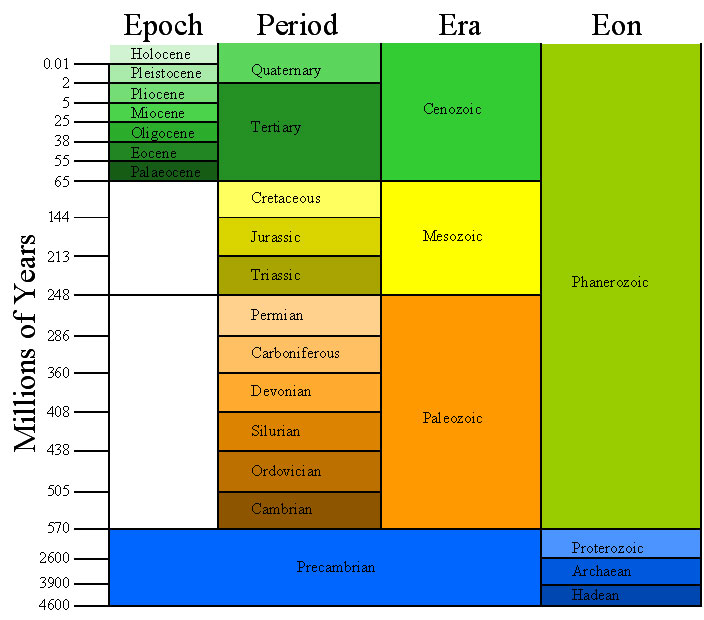 Epoch Period Era Eon
Holocene
0.01
Pleistocene
Quaternary
2
Pliocene
5
Miocene
Cenozoic
25
Tertiary
Oligocene
38
Eocene
55
Palaeocene
65
Cretaceous
144
Jurassic
Mesozoic
213
Triassic
Phanerozoic
248
Permian
286
Carboniferous
360
Devonian
408
Paleozoic
Silurian
438
Ordovician
505
Cambrian
570
Proterozoic
2600
Precambrian
Archaean
3900
Hadean
4600
Millions of Years